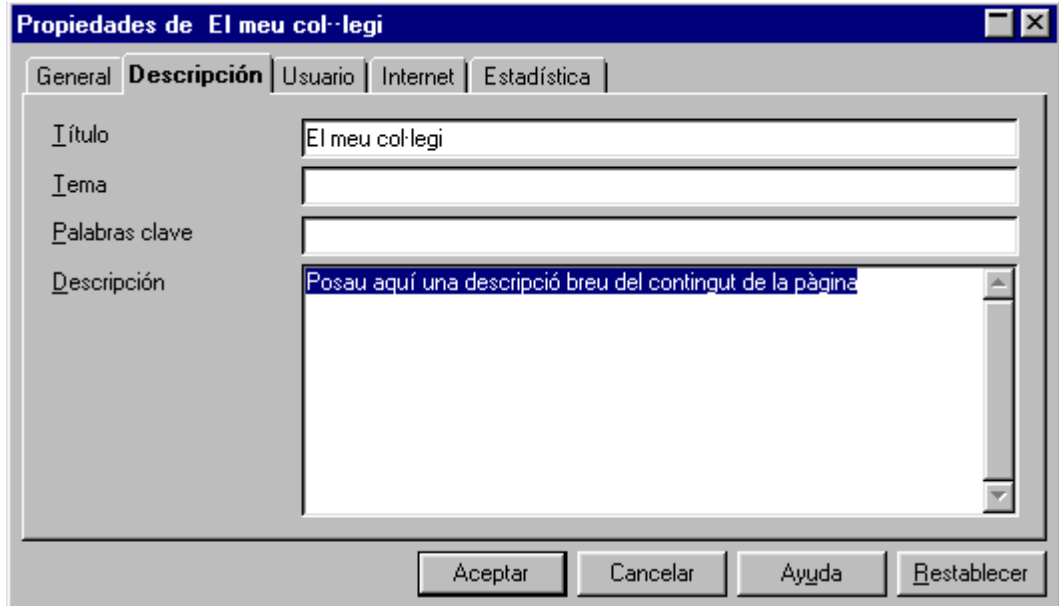 Propiedades de El meu col··legi
General Descripción Usuario Internet Estadística
Título
El meu col·legi
Tema
Palabras clave
Descripción
Posau aquí una descripció breu del contingut de la pàgina
Aceptar Cancelar Ayuda Restablecer